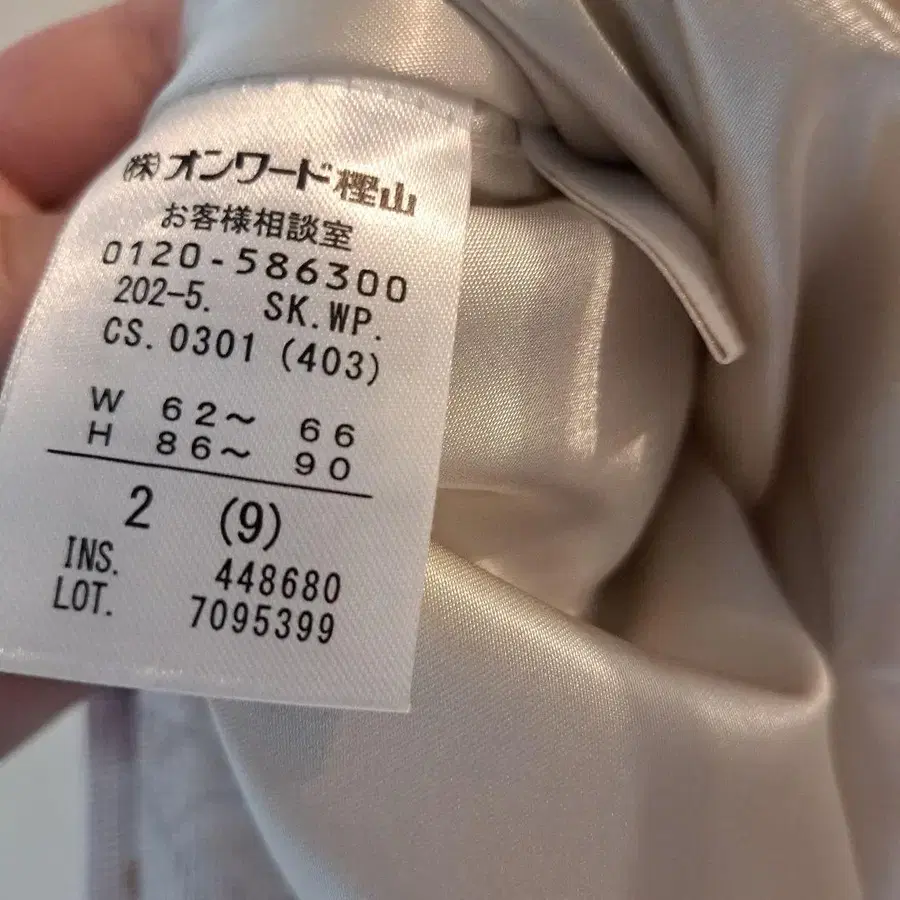 (株)オンワード樫山
お客様相談室
0120-586300
202-5. SK.WP.
CS.0301 (403)
W 62〜 66
H 86〜 90
2 (9)
INS. 448680
LOT. 7095399